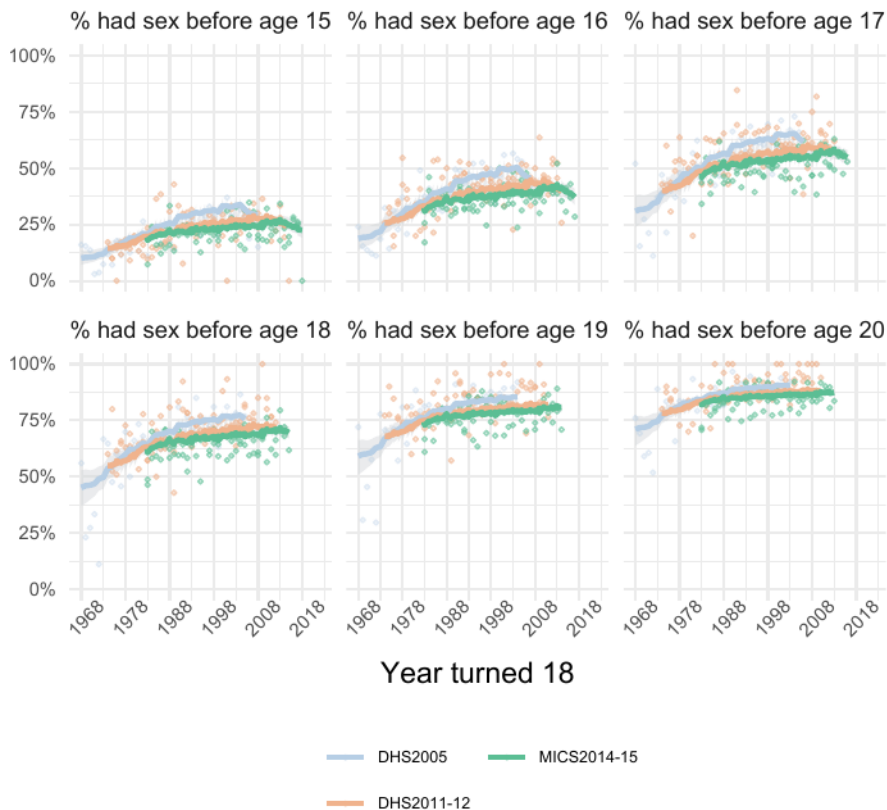 % had sex before age 15 % had sex before age 16 % had sex before age 17
100%
75%
50%
25%
0%
% had sex before age 18 % had sex before age 19 % had sex before age 20
100%
75%
50%
25%
0%
1968 1978 1988 1998 2008 2018 1968 1978 1988 1998 2008 2018 1968 1978 1988 1998 2008 2018
Year turned 18
DHS2005 MICS2014-15
DHS2011-12